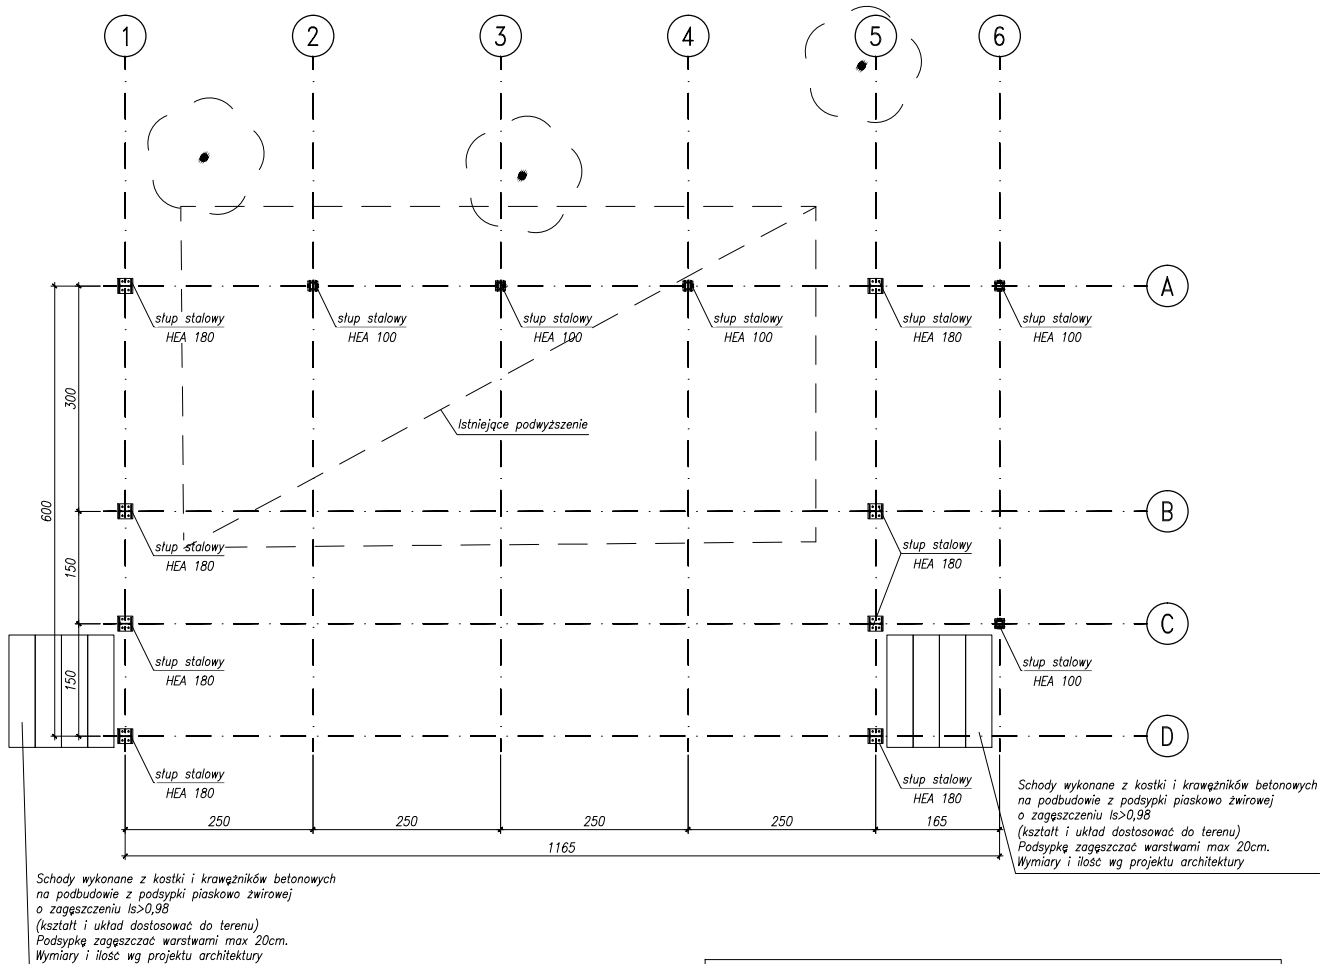 1
2
3
4
5
6
A
słup stalowy
HEA 180
słup stalowy
HEA 100
słup stalowy
HEA 100
słup stalowy
HEA 100
słup stalowy
HEA 180
słup stalowy
HEA 100
300
Istniejące podwyższenie
600
B
słup stalowy
HEA 180
słup stalowy
HEA 180
150
C
słup stalowy
HEA 180
słup stalowy
HEA 100
150
D
słup stalowy
HEA 180
słup stalowy
HEA 180
250
250
250
250
165
1165
Schody wykonane z kostki i krawężników betonowych
na podbudowie z podsypki piaskowo żwirowej
o zagęszczeniu Is>0,98
(kształt i układ dostosować do terenu)
Podsypkę zagęszczać warstwami max 20cm.
Wymiary i ilość wg projektu architektury
Schody wykonane z kostki i krawężników betonowych
na podbudowie z podsypki piaskowo żwirowej
o zagęszczeniu Is>0,98
(kształt i układ dostosować do terenu)
Podsypkę zagęszczać warstwami max 20cm.
Wymiary i ilość wg projektu architektury